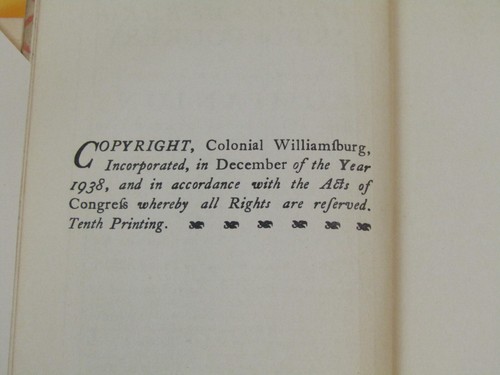 COPYRIGHT, Colonial Williamſburg,
Incorporated, in December of the Year
1938, and in accordance with the Acts of
Congreſs whereby all Rights are reſerved.
Tenth Printing.